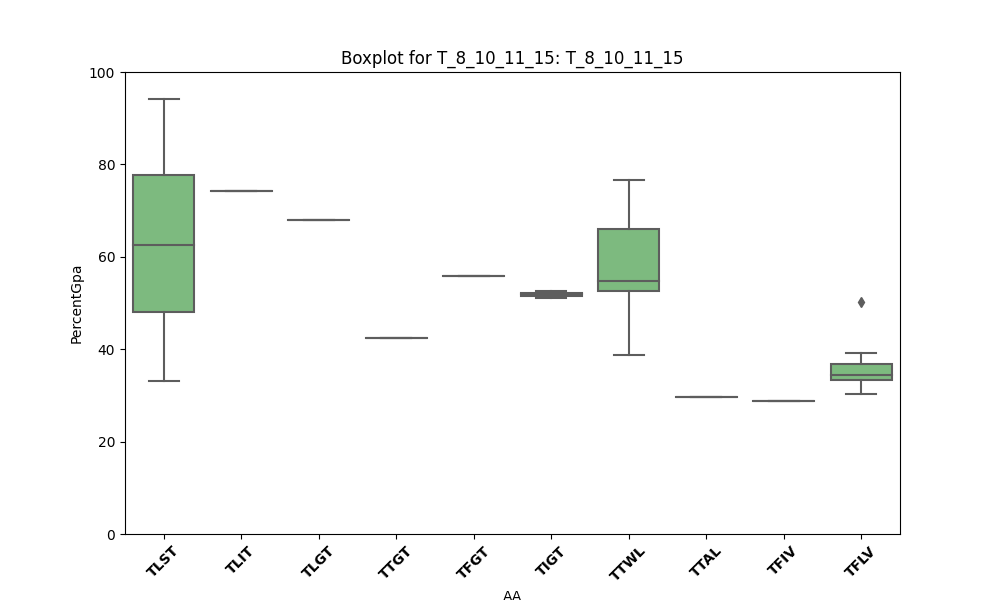 Boxplot for T_8_10_11_15: T_8_10_11_15
100
80
60
40
20
0
PercentGpa
TLST TLIT TLGT TTGT TFGT TIGT TTWL TTAL TFIV TFLV
AA